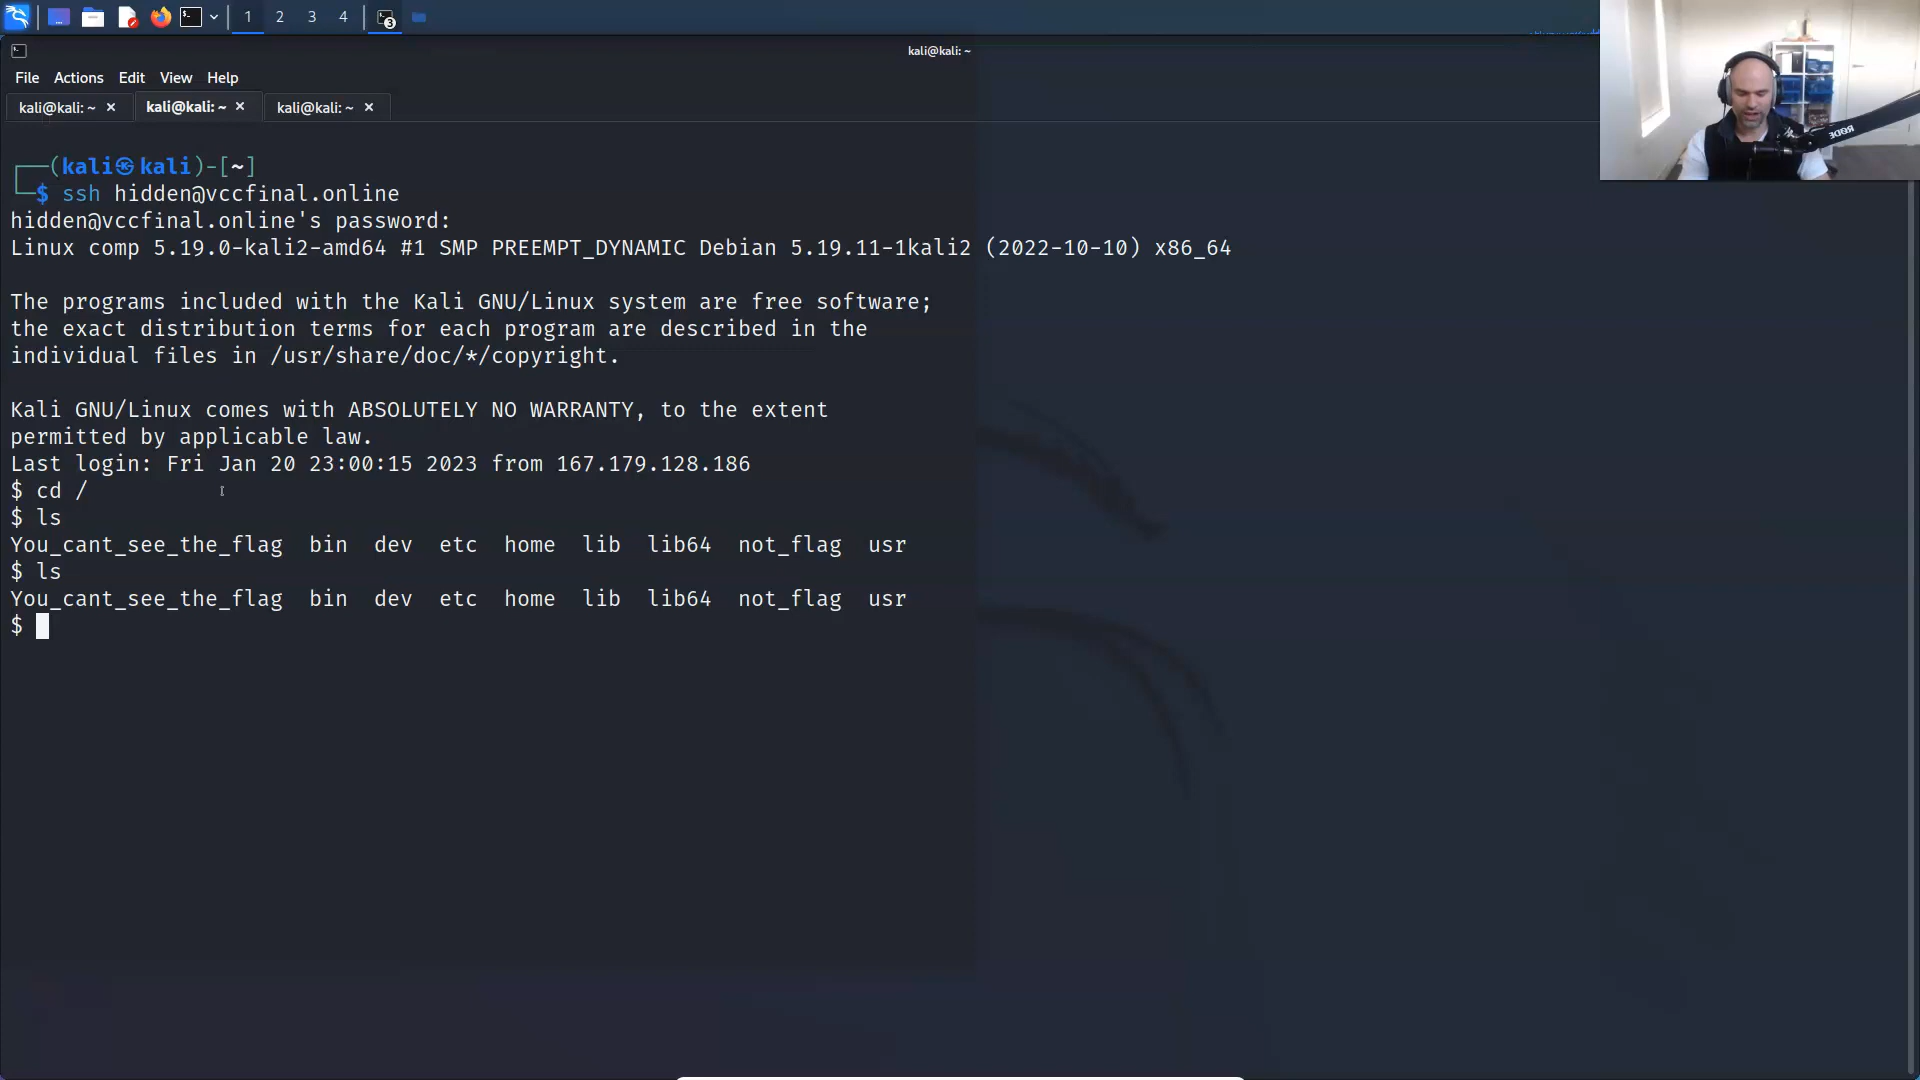 1 2 3 4 3
kali@kali: ~
File Actions Edit View Help
kali@kali: ~ × kali@kali: ~ × kali@kali: ~ ×
┌──(kali㉿kali)-[~]
└─$ ssh hidden@vccfinal.online
hidden@vccfinal.online's password:
Linux comp 5.19.0-kali2-amd64 #1 SMP PREEMPT_DYNAMIC Debian 5.19.11-1kali2 (2022-10-10) x86_64
The programs included with the Kali GNU/Linux system are free software;
the exact distribution terms for each program are described in the
individual files in /usr/share/doc/*/copyright.
Kali GNU/Linux comes with ABSOLUTELY NO WARRANTY, to the extent
permitted by applicable law.
Last login: Fri Jan 20 23:00:15 2023 from 167.179.128.186
$ cd /
$ ls
You_cant_see_the_flag bin dev etc home lib lib64 not_flag usr
$ ls
You_cant_see_the_flag bin dev etc home lib lib64 not_flag usr
$
RØDE